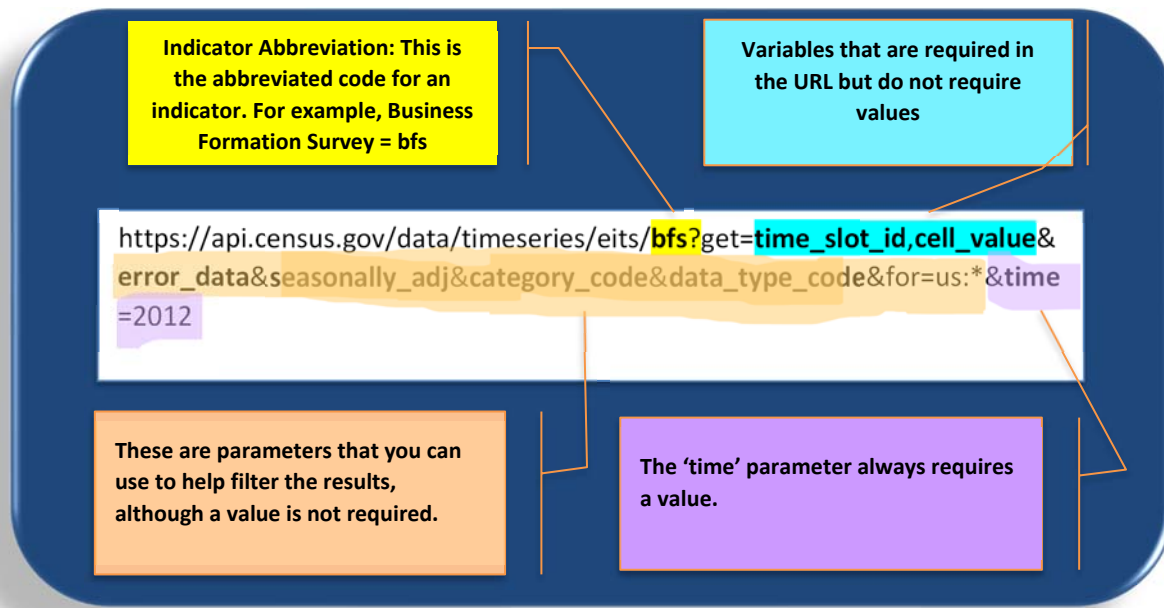 Indicator Abbreviation: This is
the abbreviated code for an
indicator. For example, Business
Formation Survey = bfs
Variables that are required in
the URL but do not require
values
https://api.census.gov/data/timeseries/eits/bfs?get=time_slot_id,cell_value&
error_data&seasonally_adj&category_code&data_type_code&for=us:*&time
=2012
These are parameters that you can
use to help filter the results,
although a value is not required.
The ‘time’ parameter always requires
a value.